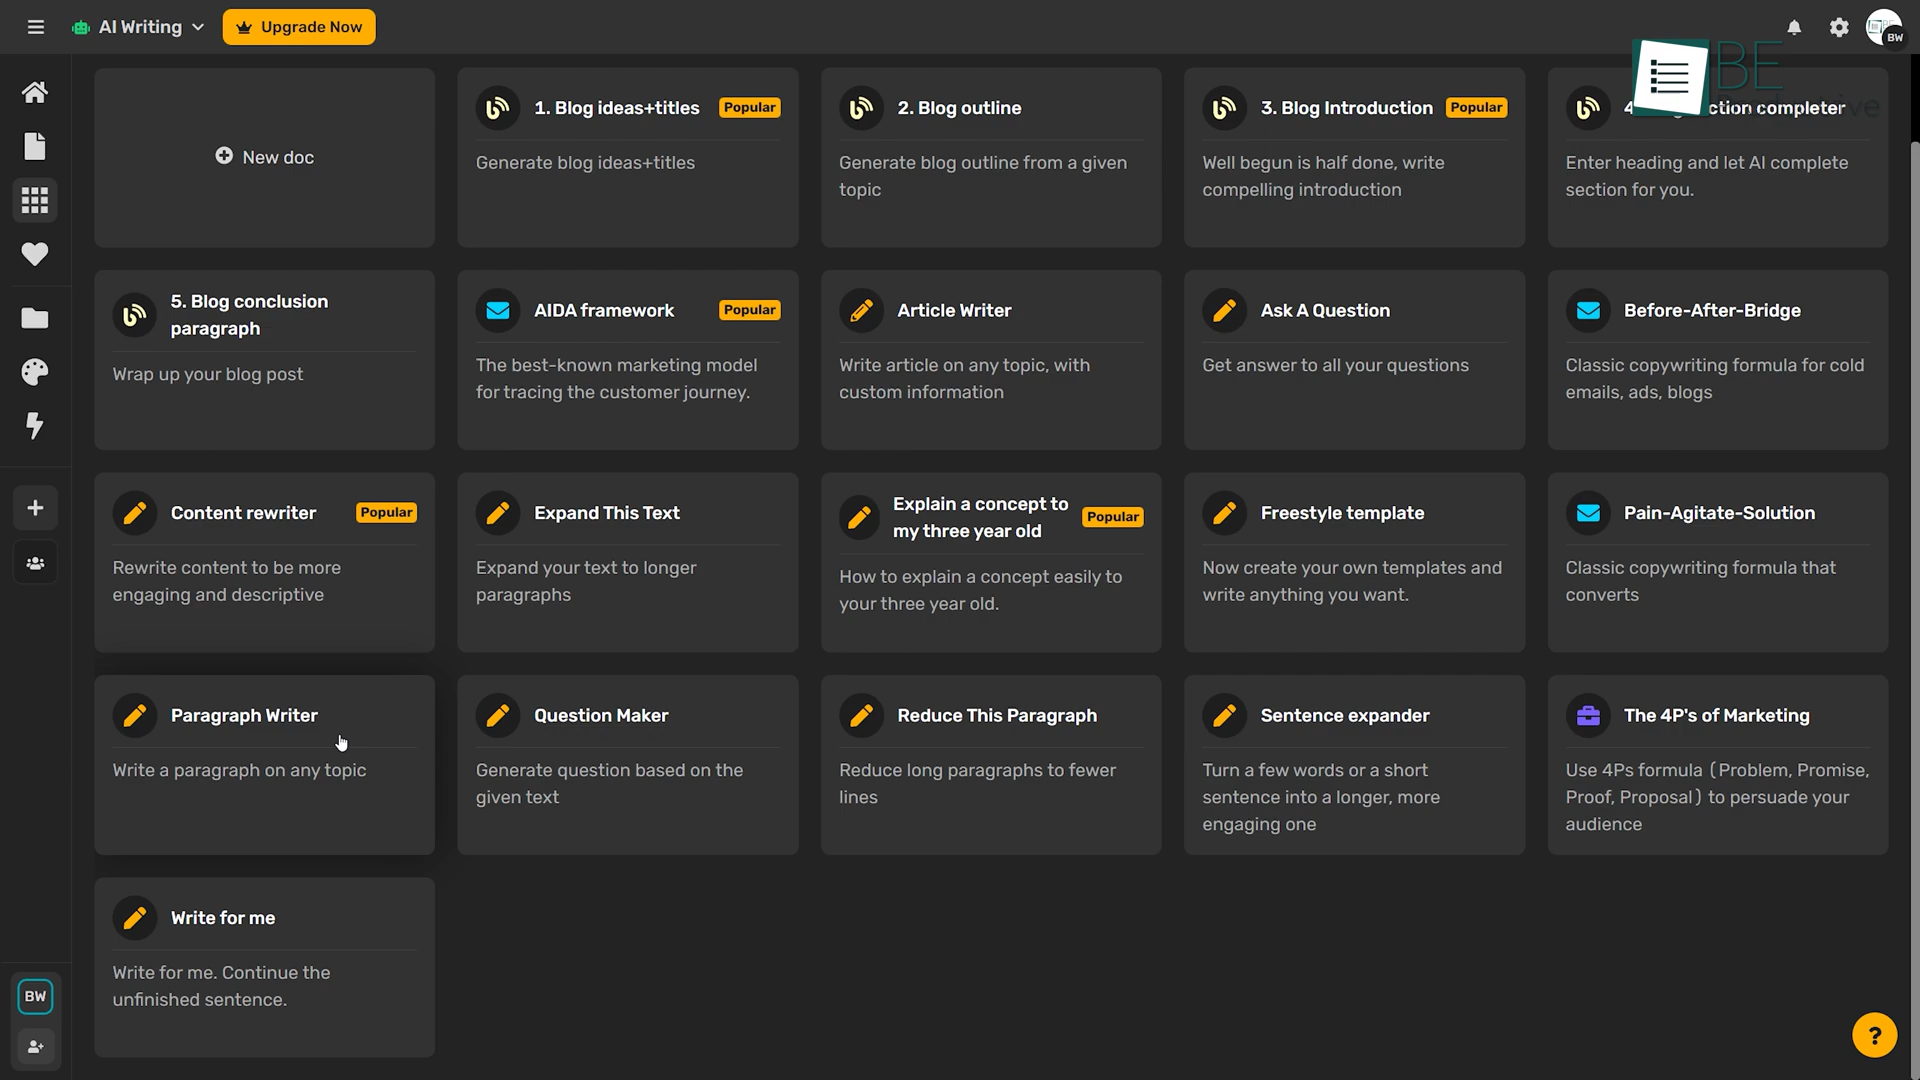 AI Writing
Upgrade Now
BW
BE
New doc
1. Blog ideas+titles
Popular
Generate blog ideas+titles
2. Blog outline
Generate blog outline from a given
topic
3. Blog Introduction
Popular
Well begun is half done, write
compelling introduction
completer
Enter heading and let AI complete
section for you.
5. Blog conclusion
paragraph
Wrap up your blog post
AIDA framework
Popular
The best-known marketing model
for tracing the customer journey.
Article Writer
Write article on any topic, with
custom information
Ask A Question
Get answer to all your questions
Before-After-Bridge
Classic copywriting formula for cold
emails, ads, blogs
Content rewriter
Popular
Rewrite content to be more
engaging and descriptive
Expand This Text
Expand your text to longer
paragraphs
Explain a concept to
my three year old
Popular
How to explain a concept easily to
your three year old.
Freestyle template
Now create your own templates and
write anything you want.
Pain-Agitate-Solution
Classic copywriting formula that
converts
Paragraph Writer
Write a paragraph on any topic
Question Maker
Generate question based on the
given text
Reduce This Paragraph
Reduce long paragraphs to fewer
lines
Sentence expander
Turn a few words or a short
sentence into a longer, more
engaging one
The 4P's of Marketing
Use 4Ps formula (Problem, Promise,
Proof, Proposal) to persuade your
audience
Write for me
Write for me. Continue the
unfinished sentence.
BW
?